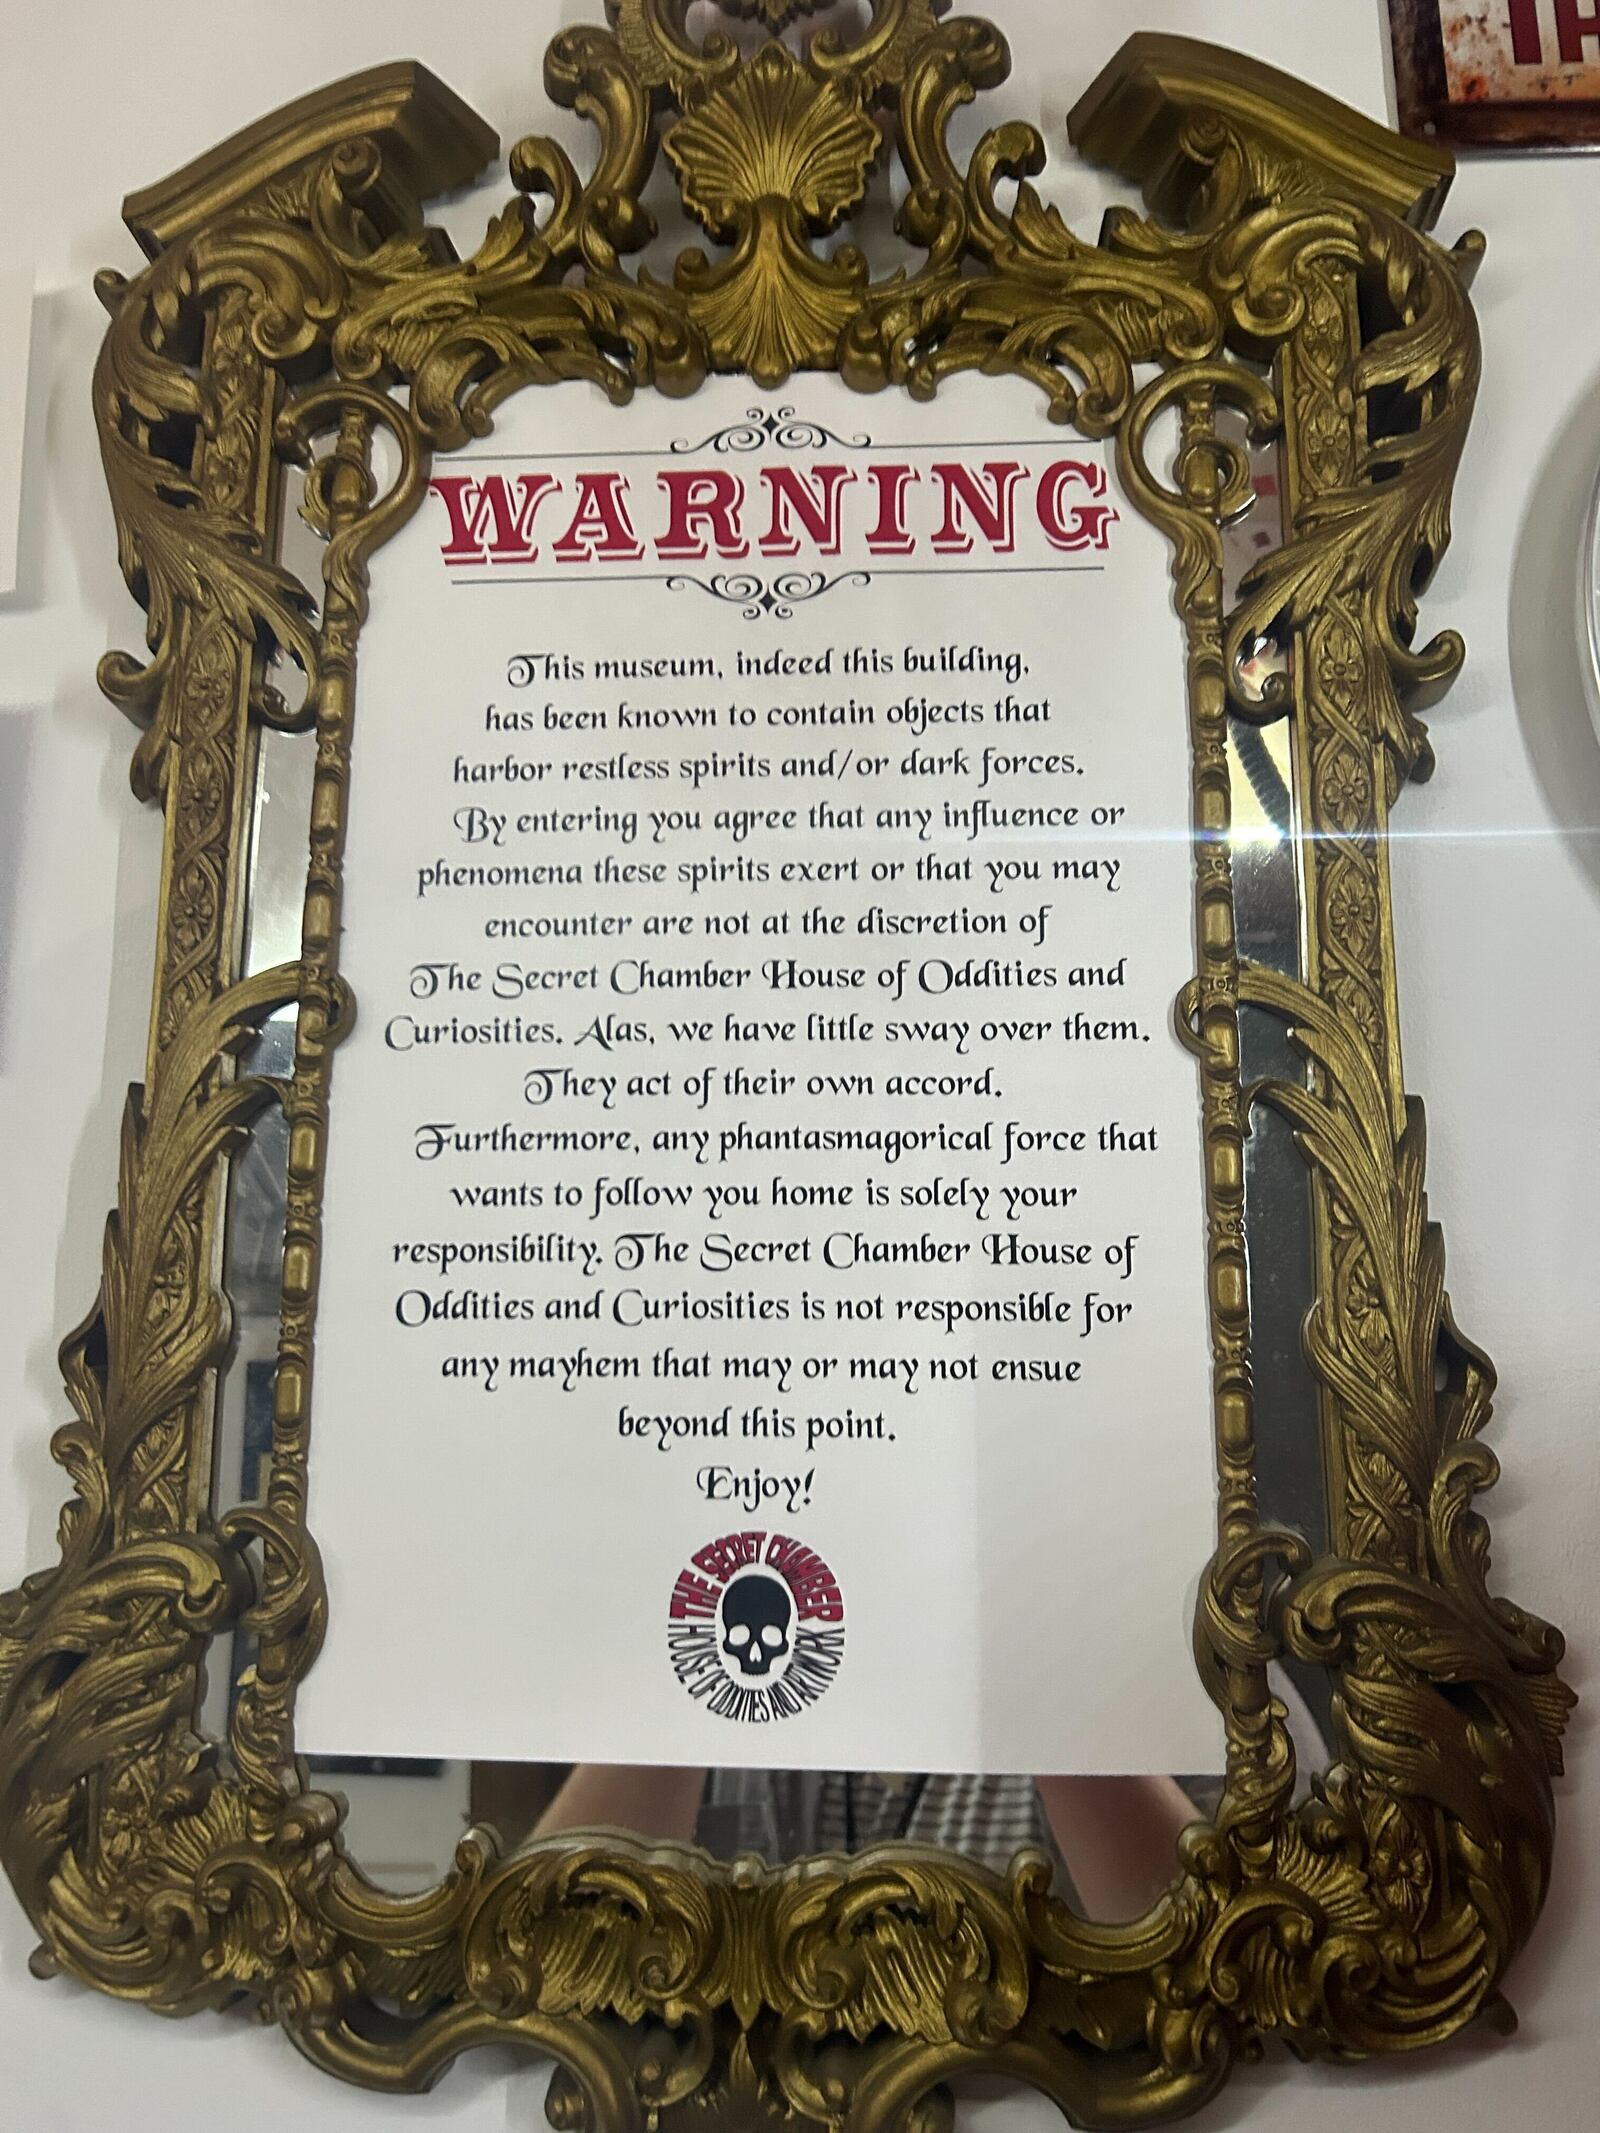 WARNING
This museum, indeed this building,
has been known to contain objects that
harbor restless spirits and/or dark forces.
By entering you agree that any influence or
phenomena these spirits exert or that you may
encounter are not at the discretion of
The Secret Chamber House of Oddities and
Curiosities. Alas, we have little sway over them.
They act of their own accord.
Furthermore, any phantasmagorical force that
wants to follow you home is solely your
responsibility. The Secret Chamber House of
Oddities and Curiosities is not responsible for
any mayhem that may or may not ensue
beyond this point.
Enjoy!
THE SECRET CHAMBER
HOUSE OF ODDITIES AND ARTWORK